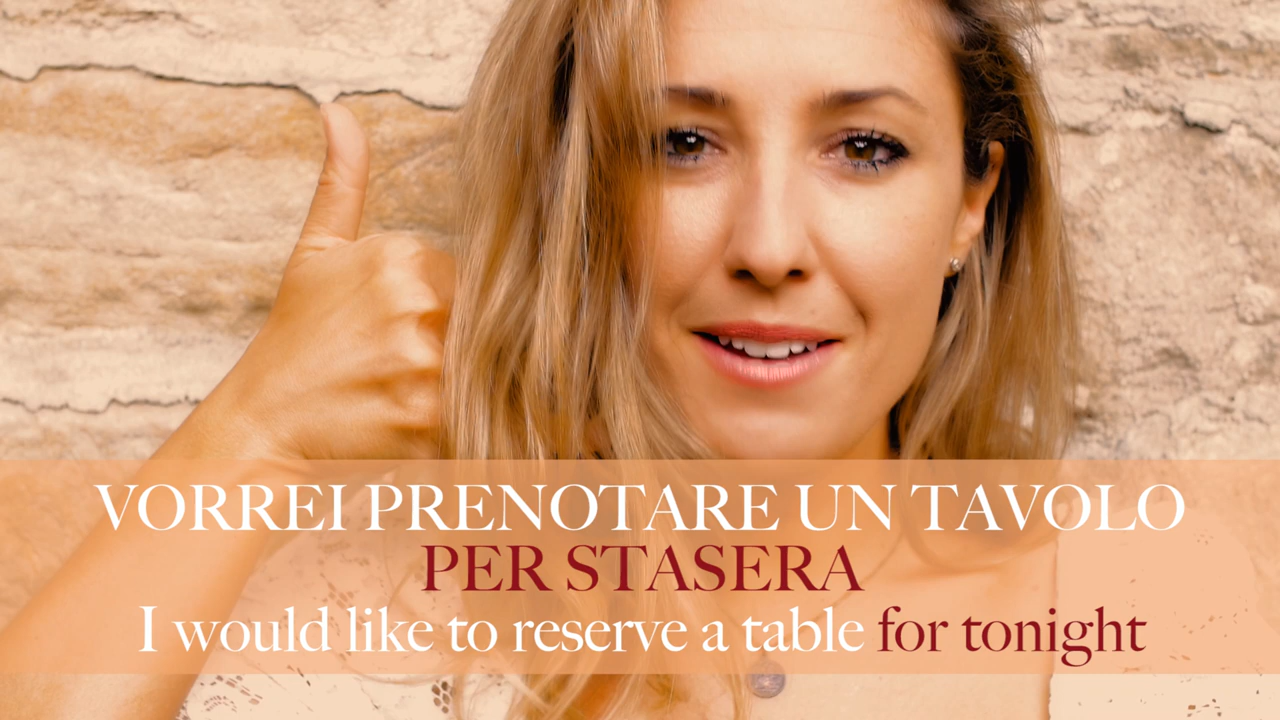 VORREI PRENOTARE UN TAVOLO
PER STASERA
I would like to reserve a table for tonight